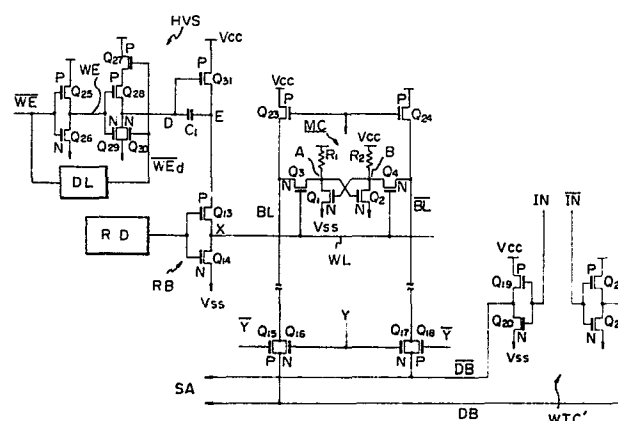 HVS
Vcc
Q27
P
P
P
P
WE
Q25
Q28
Q31
WE
D
E
C1
Q26
N
Q29
Q30
N
N
WEd
DL
Vcc
P
P
Q23
Q24
MC
Vcc
A
R1
R2
B
Q3
Q4
N
N
Q1
Q2
N
N
Vss
BL
BL
P
Q13
RD
X
N
Q14
WL
RB
Vss
IN
IN
Vcc
P
P
Q19
Q20
N
N
Vss
Y
Q15
Q16
Y
Q17
Q18
Y
P
N
N
P
DB
SA
DB
WTC'